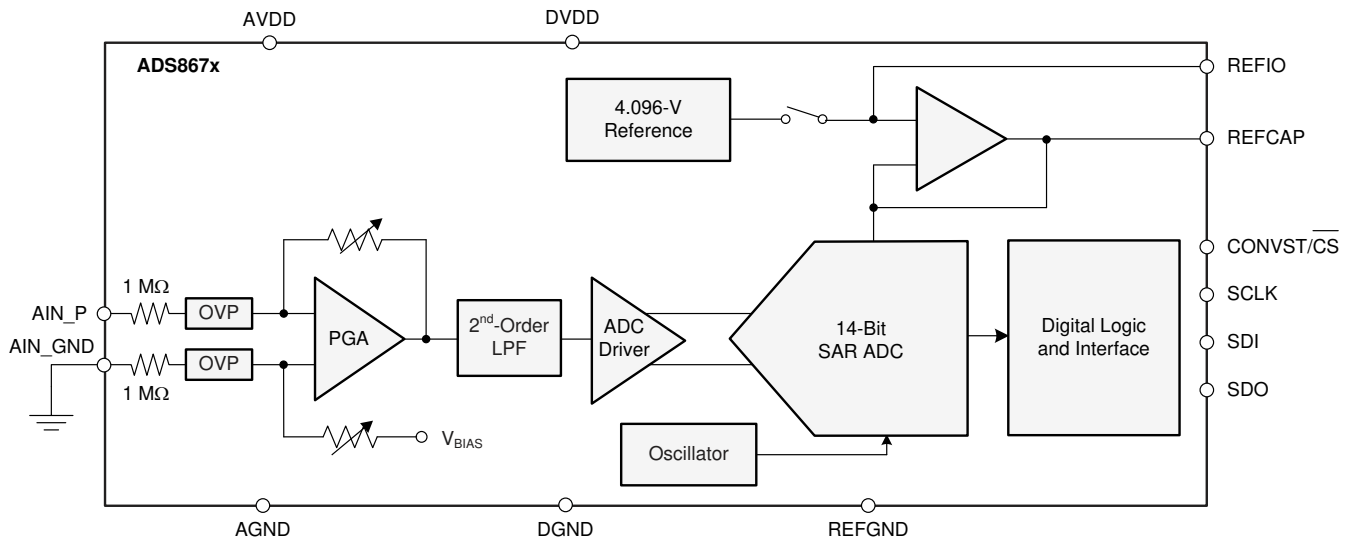 AVDD
DVDD
ADS867x
REFIO
4.096-V
Reference
REFCAP
CONVST/C̅S̅
1 MΩ
OVP
AIN_P
SCLK
PGA
2nd-Order
LPF
ADC
Driver
14-Bit
SAR ADC
Digital Logic
and Interface
AIN_GND
SDI
OVP
1 MΩ
SDO
VBIAS
Oscillator
AGND
DGND
REFGND